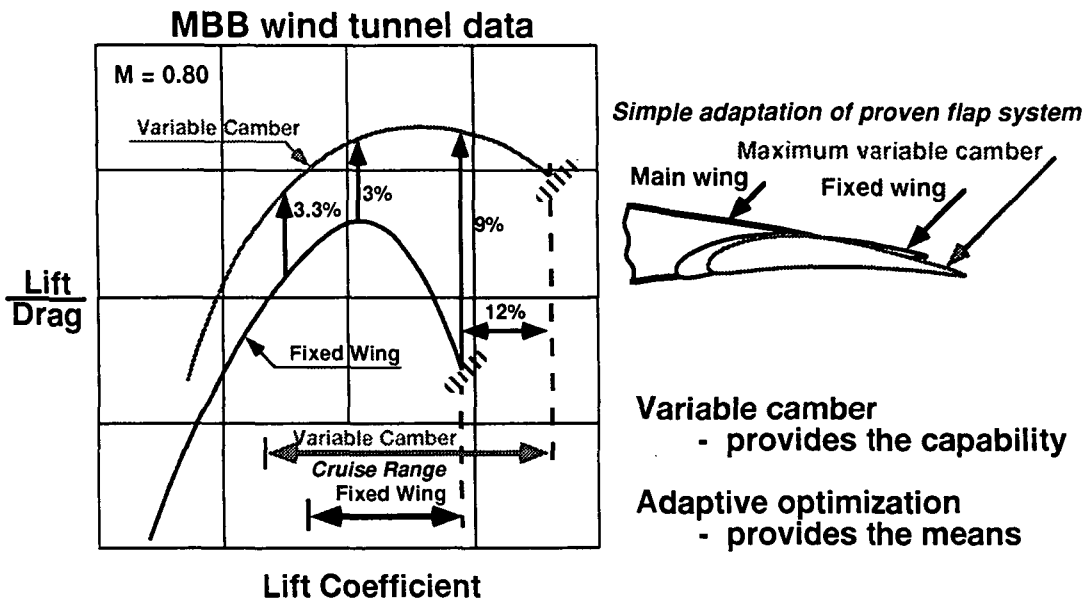 MBB wind tunnel data
M = 0.80
Variable Camber
3.3%
3%
9%
12%
Fixed Wing
Variable Camber
Cruise Range
Fixed Wing
Lift
Drag
Lift Coefficient
Simple adaptation of proven flap system
Maximum variable camber
Main wing
Fixed wing
Variable camber
- provides the capability
Adaptive optimization
- provides the means